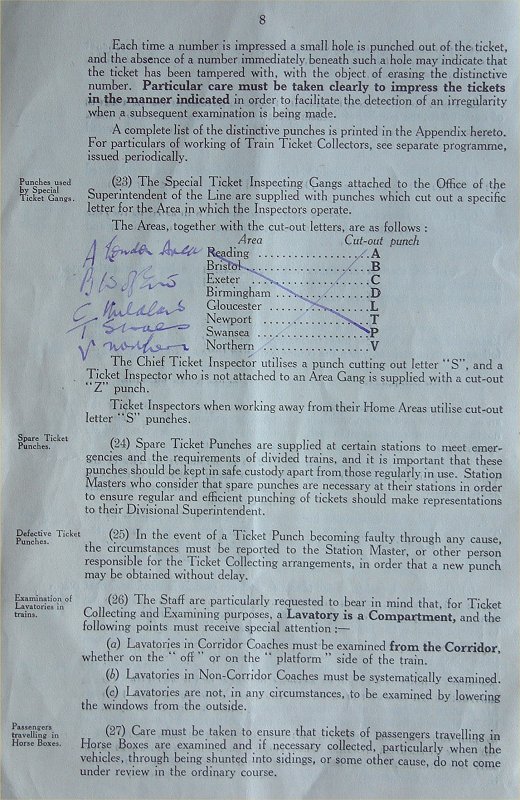 8
Each time a number is impressed a small hole is punched out of the ticket,
and the absence of a number immediately beneath such a hole may indicate that
the ticket has been tampered with, with the object of erasing the distinctive
number. Particular care must be taken clearly to impress the tickets
in the manner indicated in order to facilitate the detection of an irregularity
when a subsequent examination is being made.
A complete list of the distinctive punches is printed in the Appendix hereto.
For particulars of working of Train Ticket Collectors, see separate programme,
issued periodically.
Punches used
by Special
Ticket Gangs.
(23) The Special Ticket Inspecting Gangs attached to the Office of the
Superintendent of the Line are supplied with punches which cut out a specific
letter for the Area in which the Inspectors operate.
The Areas, together with the cut-out letters, are as follows :
Area Cut-out punch
A London Area
Reading .................... A
Bristol .................... B
B
Exeter .................... C
Birmingham .................... D
C Midlands
Gloucester .................... L
Newport .................... T
T
Swansea .................... P
V Northern
Northern .................... V
The Chief Ticket Inspector utilises a punch cutting out letter "S", and a
Ticket Inspector who is not attached to an Area Gang is supplied with a cut-out
"Z" punch.
Ticket Inspectors when working away from their Home Areas utilise cut-out
letter "S" punches.
Spare Ticket
Punches.
(24) Spare Ticket Punches are supplied at certain stations to meet emer-
gencies and the requirements of divided trains, and it is important that these
punches should be kept in safe custody apart from those regularly in use. Station
Masters who consider that spare punches are necessary at their stations in order
to ensure regular and efficient punching of tickets should make representations
to their Divisional Superintendent.
Defective Ticket
Punches.
(25) In the event of a Ticket Punch becoming faulty through any cause,
the circumstances must be reported to the Station Master, or other person
responsible for the Ticket Collecting arrangements, in order that a new punch
may be obtained without delay.
Examination of
Lavatories in
trains.
(26) The Staff are particularly requested to bear in mind that, for Ticket
Collecting and Examining purposes, a Lavatory is a Compartment, and the
following points must receive special attention :—
(a) Lavatories in Corridor Coaches must be examined from the Corridor,
whether on the " off " or on the " platform " side of the train.
(b) Lavatories in Non-Corridor Coaches must be systematically examined.
(c) Lavatories are not, in any circumstances, to be examined by lowering
the windows from the outside.
Passengers
travelling in
Horse Boxes.
(27) Care must be taken to ensure that tickets of passengers travelling in
Horse Boxes are examined and if necessary collected, particularly when the
vehicles, through being shunted into sidings, or some other cause, do not come
under review in the ordinary course.